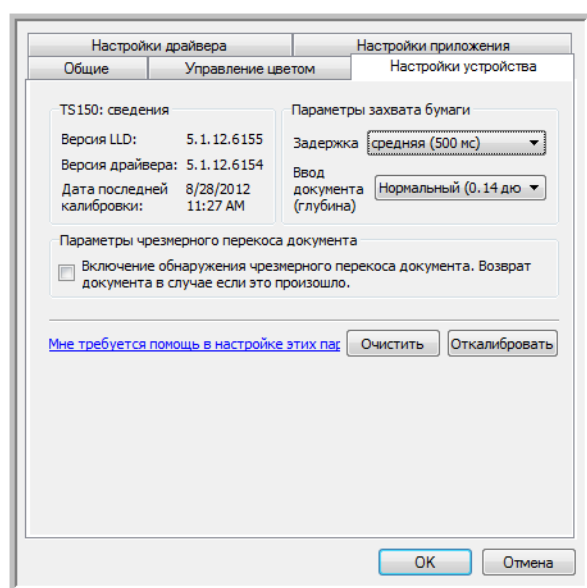 Настройки драйвера
Настройки приложения
Общие
Управление цветом
Настройки устройства
TS150: сведения
Версия LLD: 5.1.12.6155
Версия драйвера: 5.1.12.6154
Дата последней 8/28/2012
калибровки: 11:27 AM
Параметры захвата бумаги
Задержка средняя (500 мс)
Ввод
документа Нормальный (0.14 дю
(глубина)
Параметры чрезмерного перекоса документа
Включение обнаружения чрезмерного перекоса документа. Возврат
документа в случае если это произошло.
Мне требуется помощь в настройке этих пар
Очистить
Откалибровать
OK
Отмена